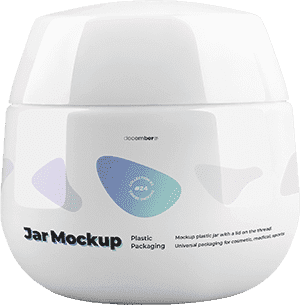 decembere
#24
Jar Mockup
Plastic
Packaging
Mockup plastic jar with a lid on the thread
Universal packaging for cosmetic, medical, sports